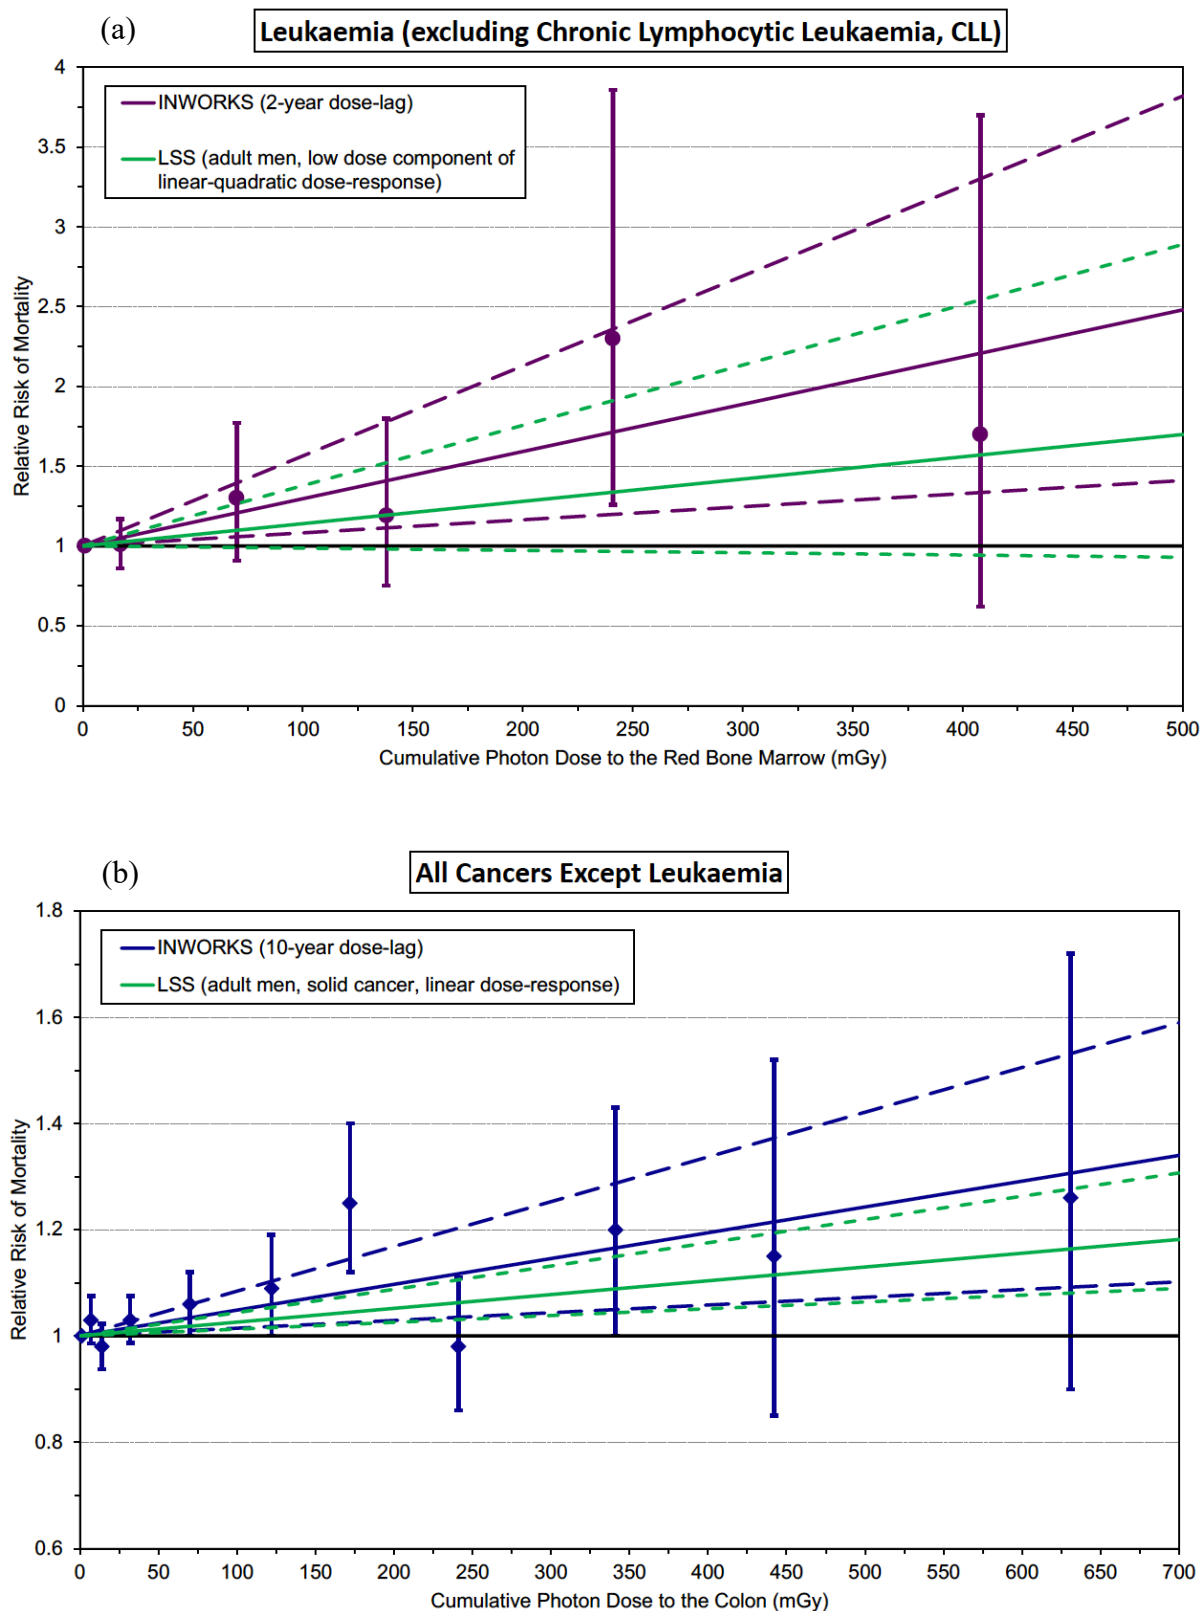 (a)
Leukaemia (excluding Chronic Lymphocytic Leukaemia, CLL)
4
3.5
3
2.5
2
1.5
1
0.5
0
Relative Risk of Mortality
INWORKS (2-year dose-lag)
LSS (adult men, low dose component of
linear-quadratic dose-response)
0 50 100 150 200 250 300 350 400 450 500
Cumulative Photon Dose to the Red Bone Marrow (mGy)
(b)
All Cancers Except Leukaemia
1.8
1.6
1.4
1.2
1
0.8
0.6
Relative Risk of Mortality
INWORKS (10-year dose-lag)
LSS (adult men, solid cancer, linear dose-response)
0 50 100 150 200 250 300 350 400 450 500 550 600 650 700
Cumulative Photon Dose to the Colon (mGy)